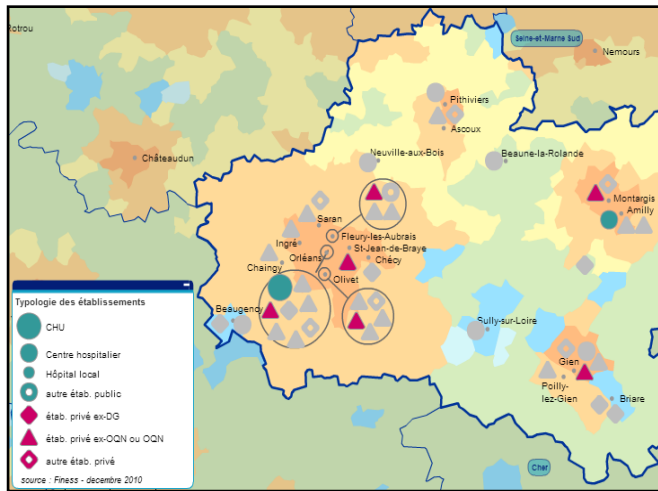 Rotrou
Seine-et-Marne Sud
Nemours
Pithiviers
Ascoux
Châteaudun
Neuville-aux-Bois
Beaune-la-Rolande
Montargis
Amilly
Saran
Fleury-les-Aubrais
Ingré
St-Jean-de-Braye
Orléans
Chécy
Chaingy
Olivet
Beaugency
Sully-sur-Loire
Gien
Poilly-
lez-Gien
Briare
Cher
Typologie des établissements
CHU
Centre hospitalier
Hôpital local
autre étab. public
étab. privé ex-DG
étab. privé ex-OQN ou OQN
autre étab. privé
source : Finess - decembre 2010